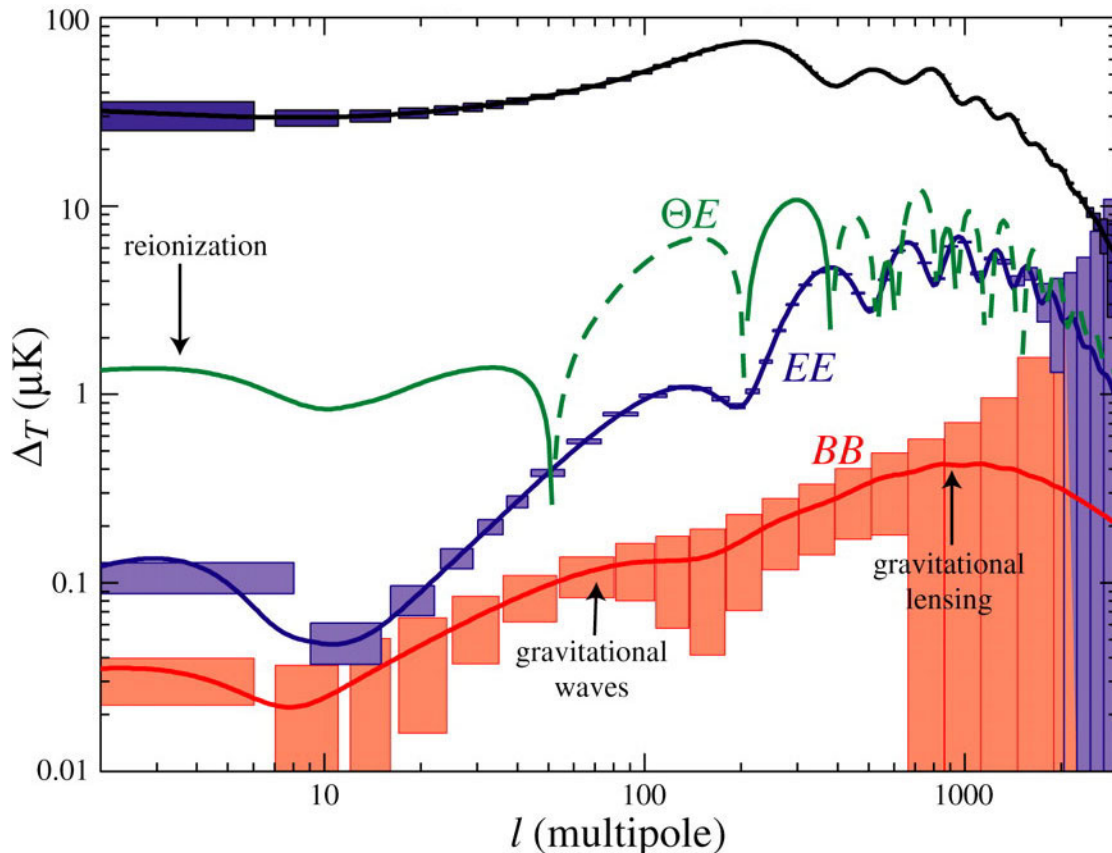 100
10
1
0.1
0.01
Δ_T (μK)
reionization
ΘE
EE
BB
gravitational
waves
gravitational
lensing
10
100
1000
l (multipole)